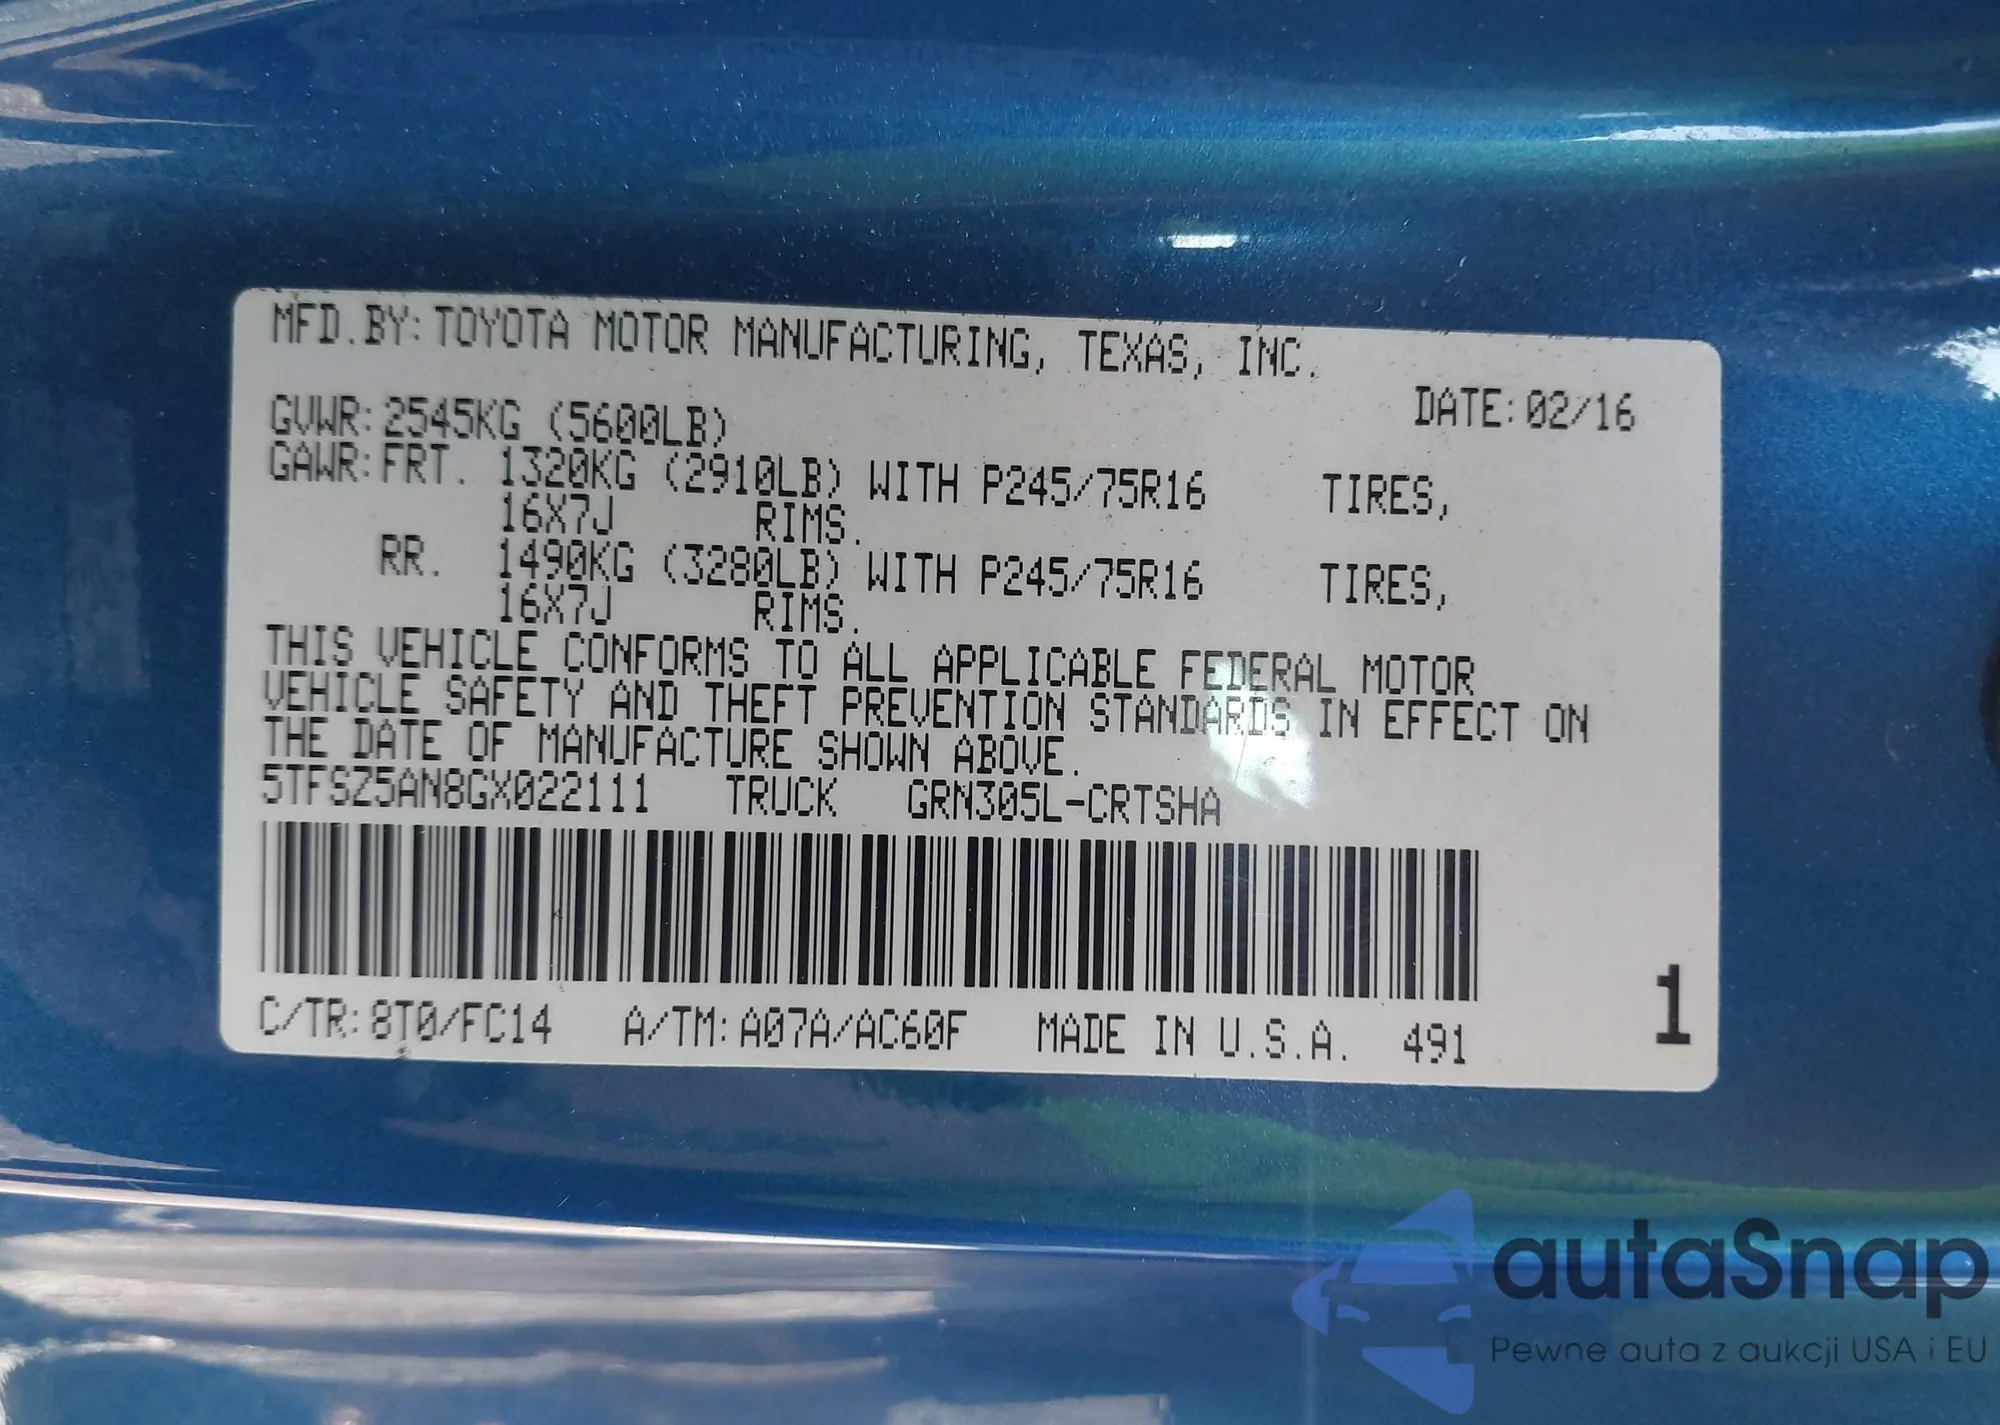 MFD.BY:TOYOTA MOTOR MANUFACTURING, TEXAS, INC.
DATE:02/16
GVWR:2545KG (5600LB)
GAWR:FRT. 1320KG (2910LB) WITH P245/75R16 TIRES,
16X7J RIMS.
RR. 1490KG (3280LB) WITH P245/75R16 TIRES,
16X7J RIMS.
THIS VEHICLE CONFORMS TO ALL APPLICABLE FEDERAL MOTOR
VEHICLE SAFETY AND THEFT PREVENTION STANDARDS IN EFFECT ON
THE DATE OF MANUFACTURE SHOWN ABOVE.
5TFSZ5AN8GX022111 TRUCK GRN305L-CRTSHA
C/TR:8T0/FC14 A/TM:A07A/AC60F MADE IN U.S.A. 491
1
autaSnap
Pewne auta z aukcji USA i EU